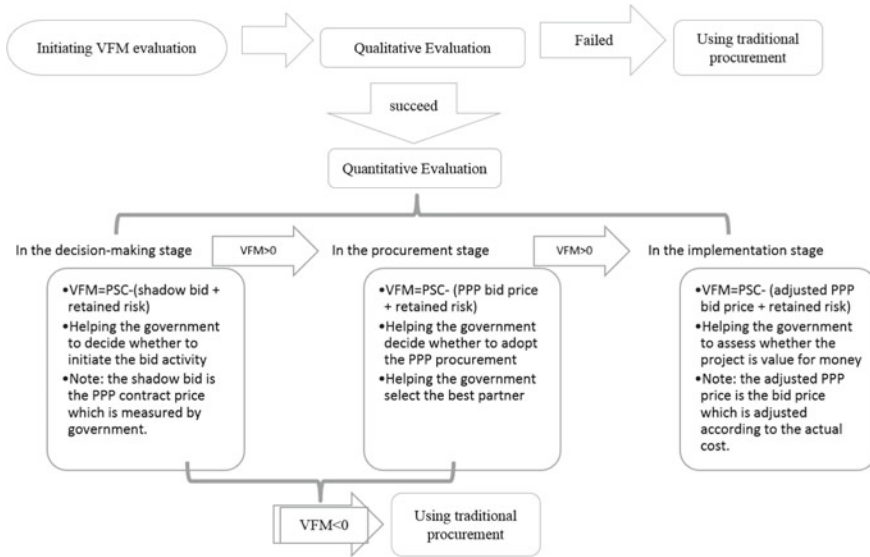 Initiating VFM evaluation
Qualitative Evaluation
Failed
Using traditional
procurement
succeed
Quantitative Evaluation
In the decision-making stage
VFM>0
In the procurement stage
VFM>0
In the implementation stage
•VFM=PSC-(shadow bid +
retained risk)
•Helping the government
to decide whether to
initiate the bid activity
•Note: the shadow bid is
the PPP contract price
which is measured by
government.
•VFM=PSC- (PPP bid price
+ retained risk)
•Helping the government
decide whether to adopt
the PPP procurement
•Helping the government
select the best partner
•VFM=PSC- (adjusted PPP
bid price + retained risk)
•Helping the government
to assess whether the
project is value for money
•Note: the adjusted PPP
price is the bid price
which is adjusted
according to the actual
cost.
VFM<0
Using traditional
procurement